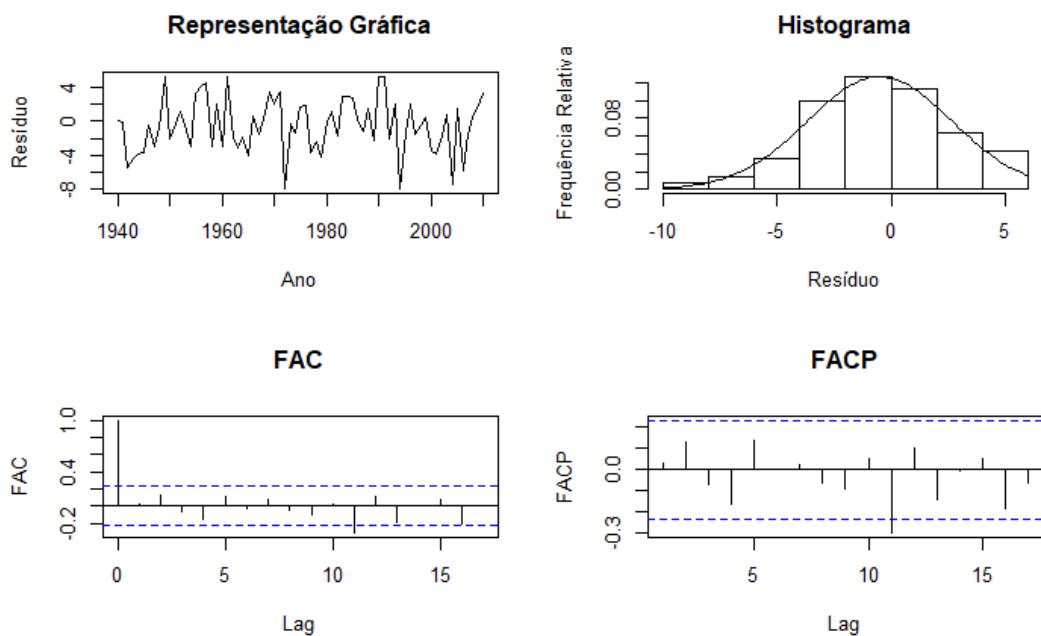 Representação Gráfica
Resíduo
4
0
-4
-8
1940 1960 1980 2000
Ano
Histograma
Frequência Relativa
0.08
0.00
-10 -5 0 5
Resíduo
FAC
FAC
1.0
0.4
-0.2
0 5 10 15
Lag
FACP
FACP
0.0
-0.3
5 10 15
Lag